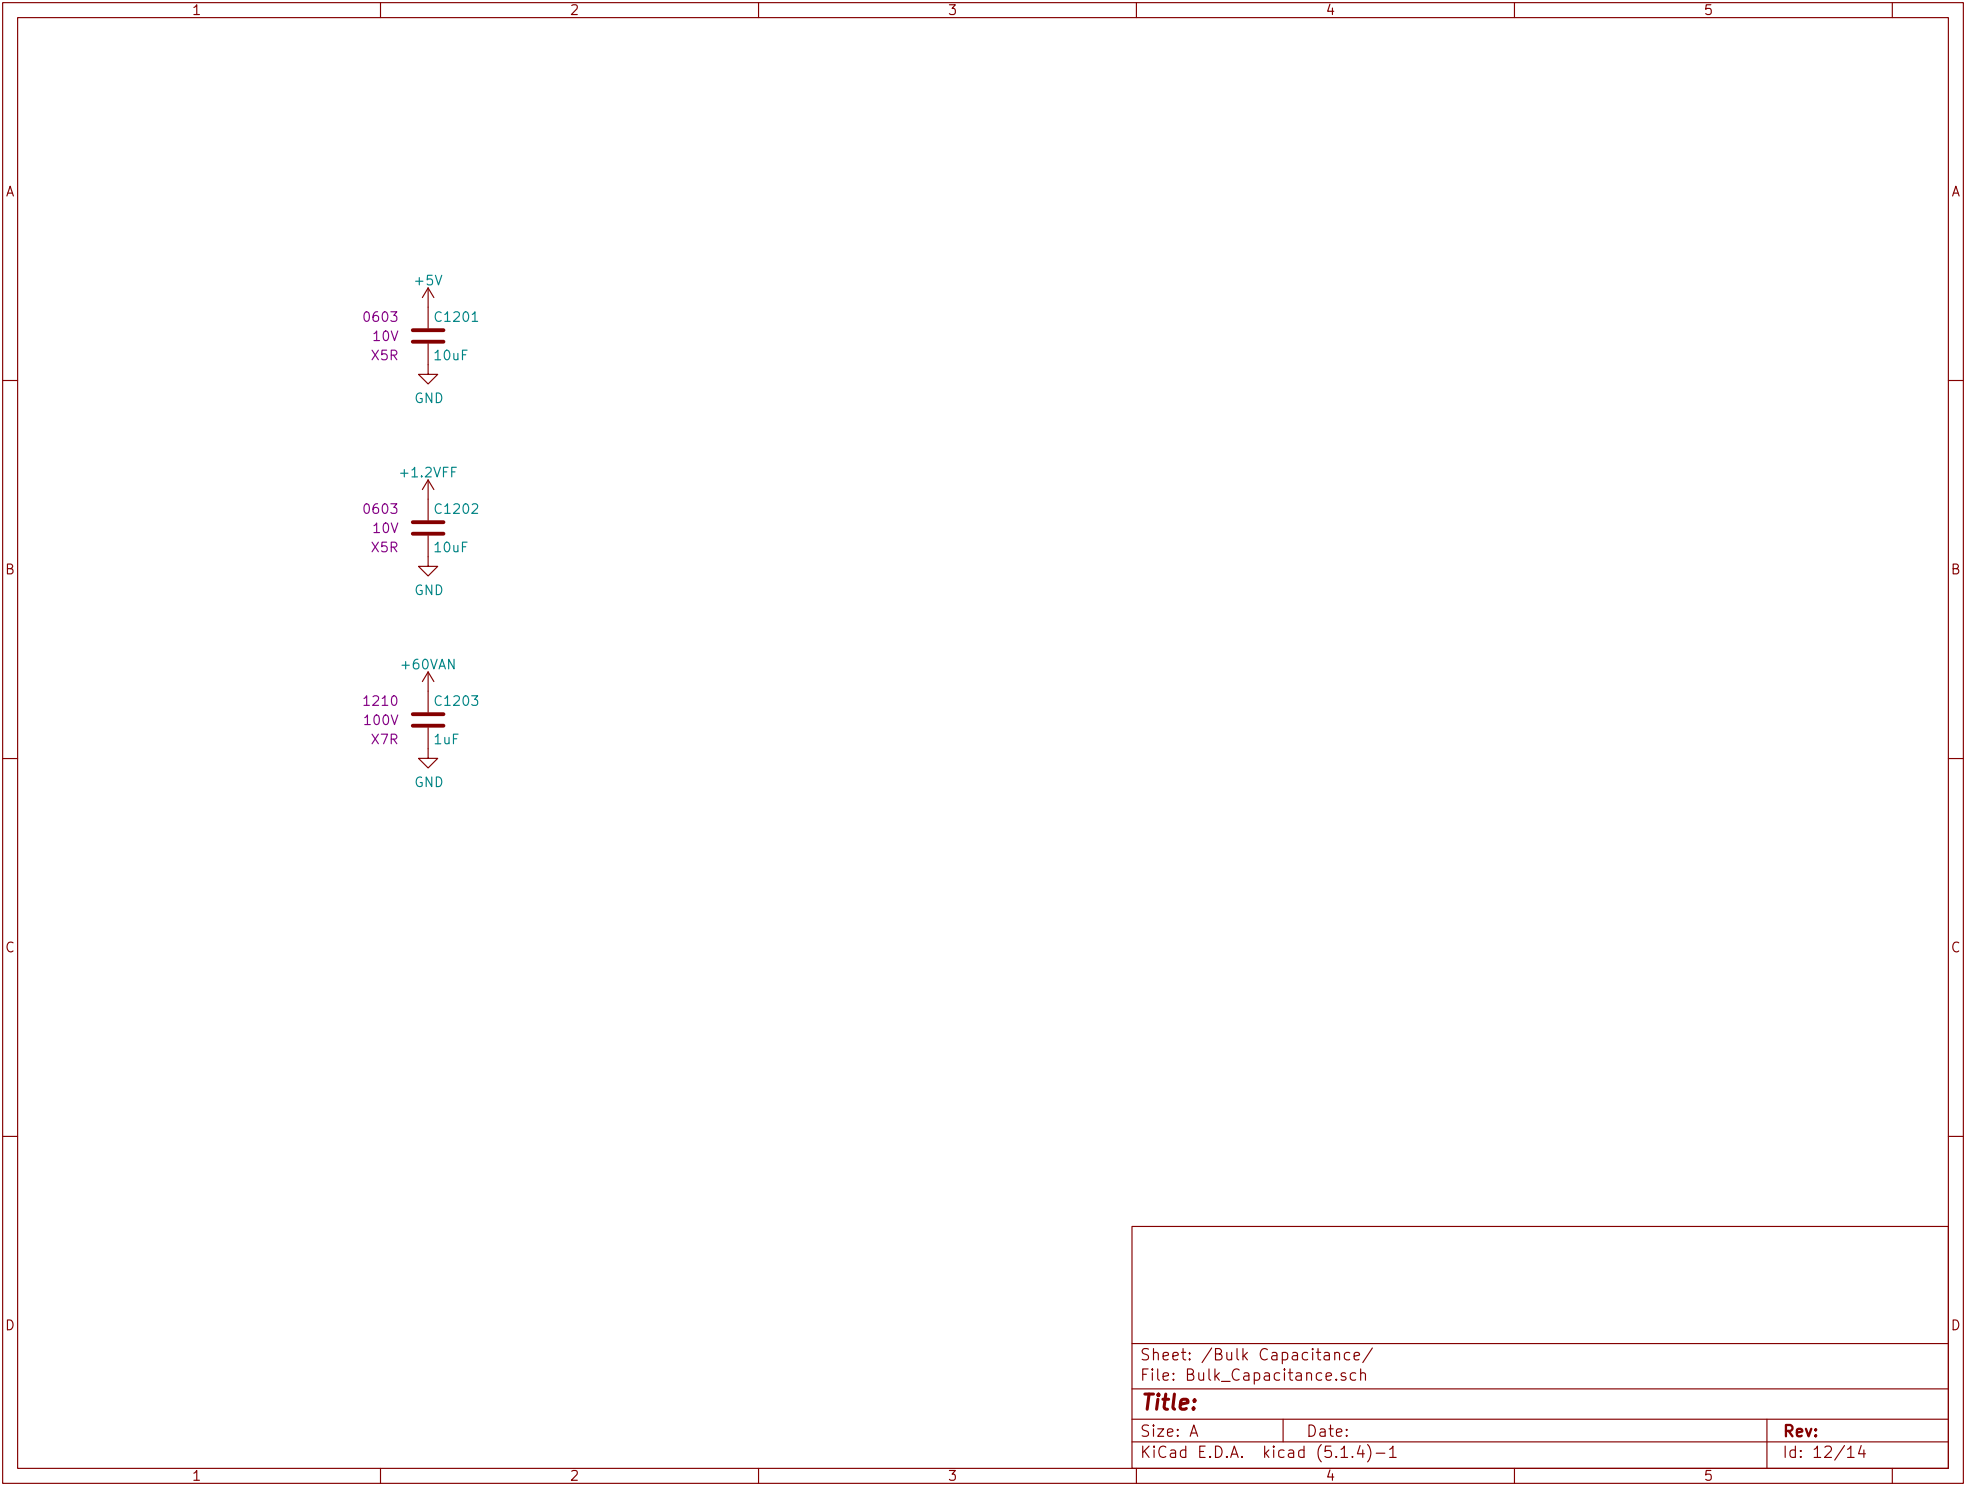 1 2 3 4 5
A A
+5V
0603 C1201
10V
X5R 10uF
GND
+1.2VFF
0603 C1202
10V
X5R 10uF
B B
GND
+60VAN
1210 C1203
100V
X7R 1uF
GND
C C
D D
Sheet: /Bulk Capacitance/
File: Bulk_Capacitance.sch
Title:
Size: A Date: Rev:
KiCad E.D.A. kicad (5.1.4)-1 Id: 12/14
1 2 3 4 5